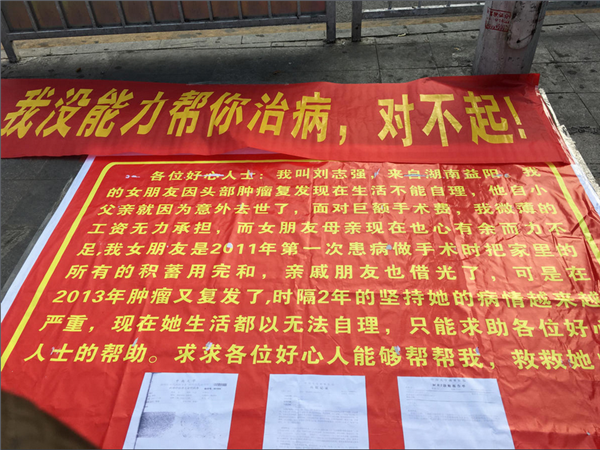 我没能力帮你治病，对不起！
各位好心人士：我叫刘志强，来自湖南益阳，我
的女朋友因头部肿瘤复发现在生活不能自理，他自小
父亲就因为意外去世了，面对巨额手术费，我微薄的
工资无力承担，而女朋友母亲现在也心有余而力不
足，我女朋友是2011年第一次患病做手术时把家里的
所有的积蓄用完和，亲戚朋友也借光了，可是在
2013年肿瘤又复发了，时隔2年的坚持她的病情越来越
严重，现在她生活都以无法自理，只能求助各位好心
人士的帮助。求求各位好心人能够帮帮我，救救她